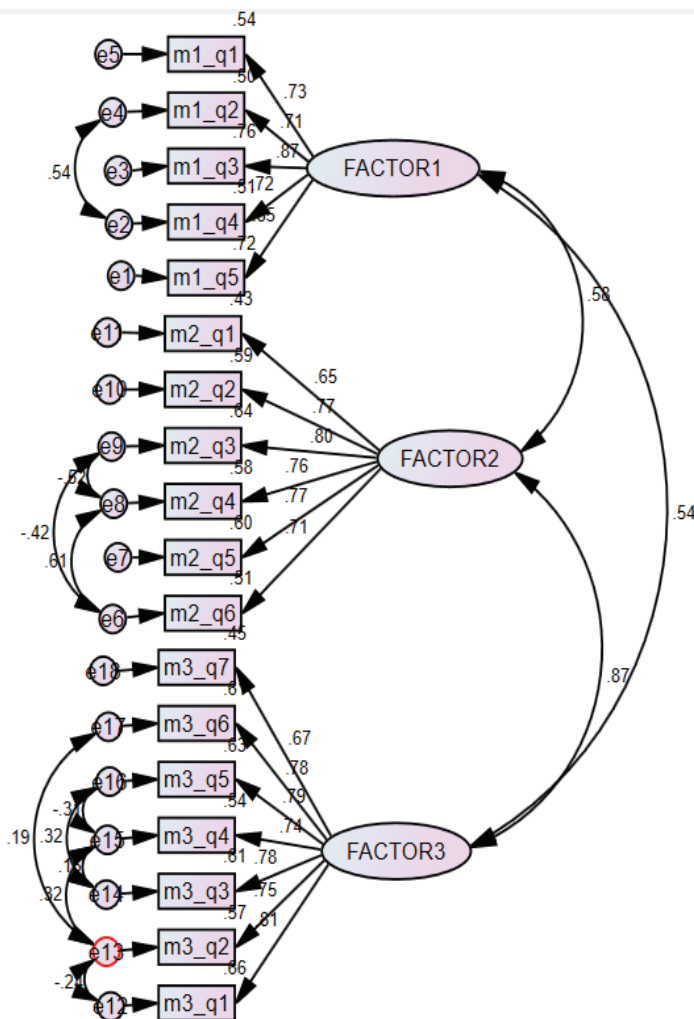 .54
e5 m1_q1
.50 .73
e4 m1_q2 .71
.76
e3 m1_q3 .87 FACTOR1
.54 .51 .72
e2 m1_q4
.72
e1 m1_q5
.43 .58
e11 m2_q1
.59 .65
e10 m2_q2 .77
.64 .80
e9 m2_q3 FACTOR2
.58 .76
e8 m2_q4 .77
-.42 .60 .71 .54
.61 e7 m2_q5
.51
e6 m2_q6
.45
e18 m3_q7 .87
.67
e17 m3_q6
.63 .78
e16 m3_q5 .79
.54 .74
.19 .32 e15 m3_q4 FACTOR3
.61 .78
e14 m3_q3 .75
.32 .57 .81
e13 m3_q2
.66
e12 m3_q1